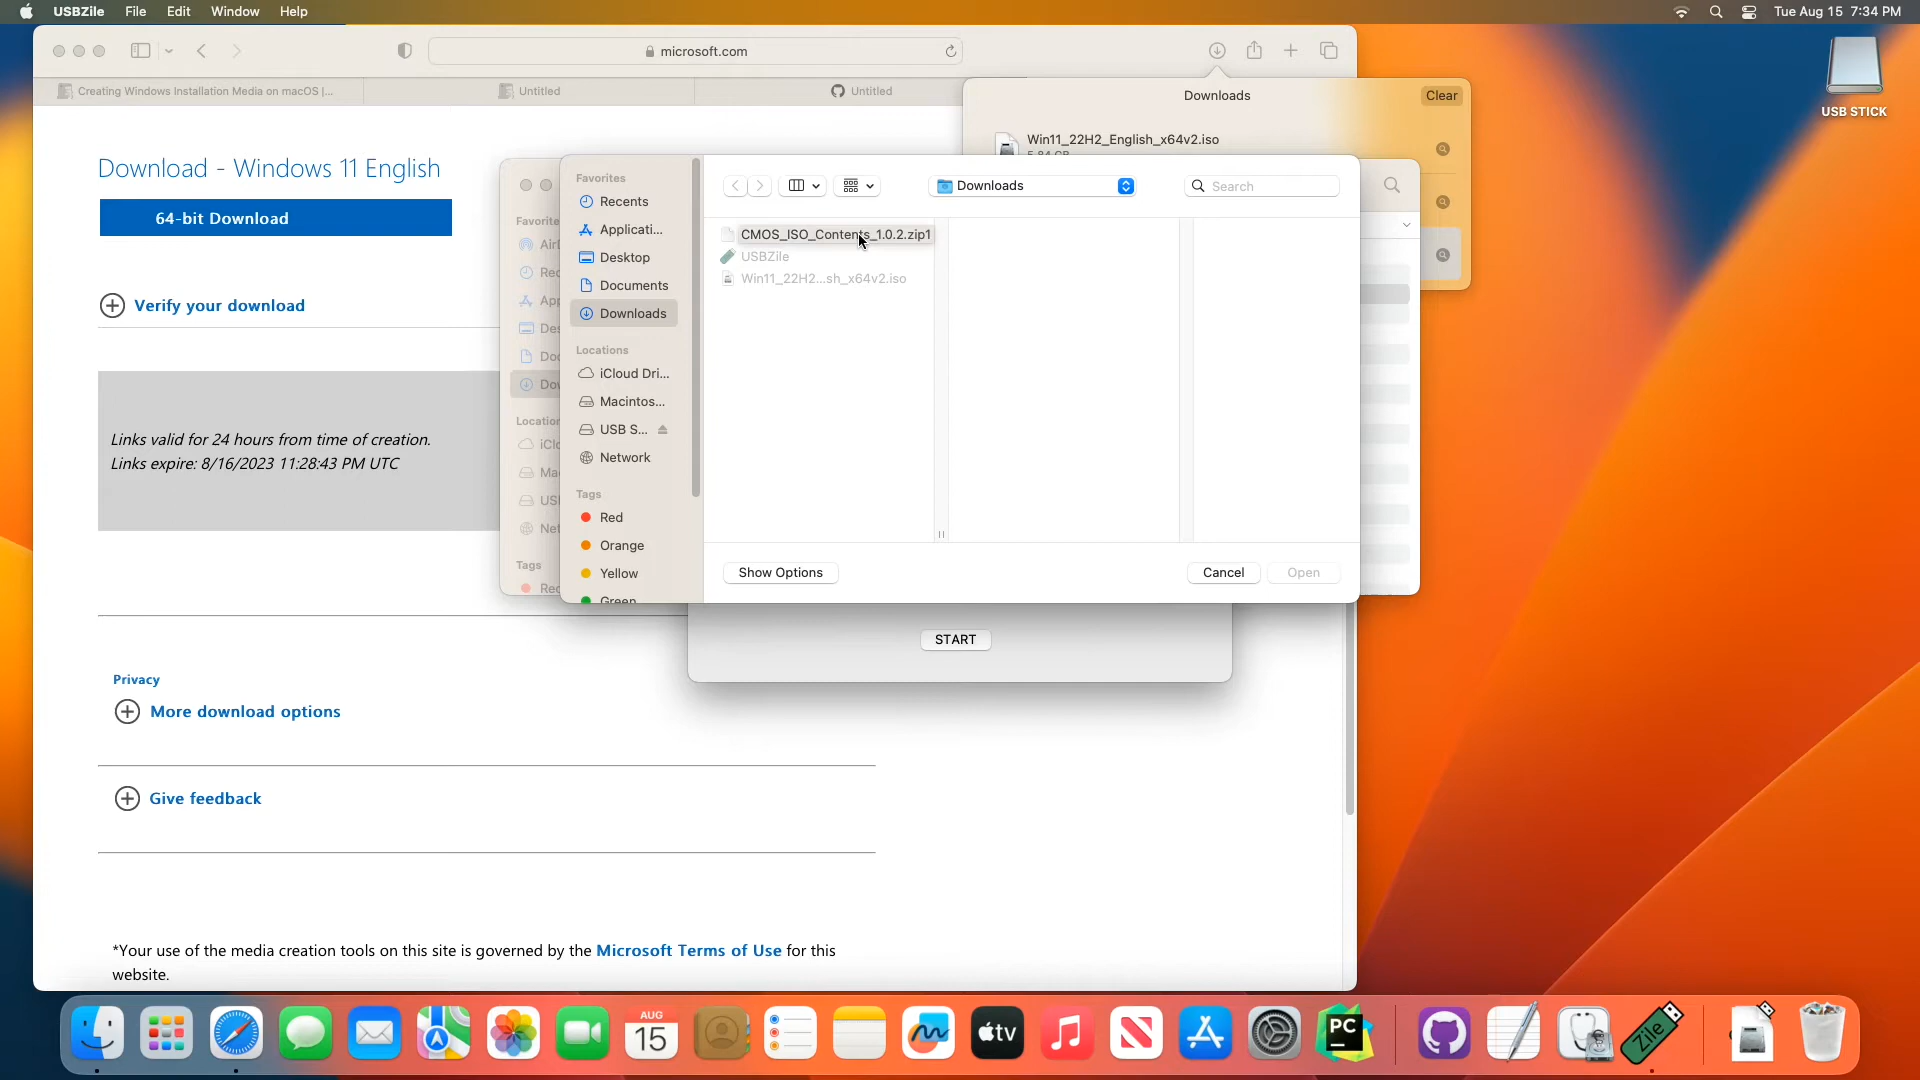 USBZile File Edit Window Help
Tue Aug 15 7:34 PM
microsoft.com
Creating Windows Installation Media on macOS |...
Untitled
Untitled
Downloads
Clear
Win11_22H2_English_x64v2.iso
USB STICK
Download - Windows 11 English
64-bit Download
Verify your download
Links valid for 24 hours from time of creation.
Links expire: 8/16/2023 11:28:43 PM UTC
Privacy
More download options
Give feedback
*Your use of the media creation tools on this site is governed by the Microsoft Terms of Use for this
website.
Favorites
Recents
Applicati...
Desktop
Documents
Downloads
Locations
iCloud Dri...
Macintos...
USB S...
Network
Tags
Red
Orange
Yellow
Green
Downloads
Search
CMOS_ISO_Contents_1.0.2.zip1
USBZile
Win11_22H2...sh_x64v2.iso
Show Options
Cancel
Open
START
AUG
15
tv
PC
Zile